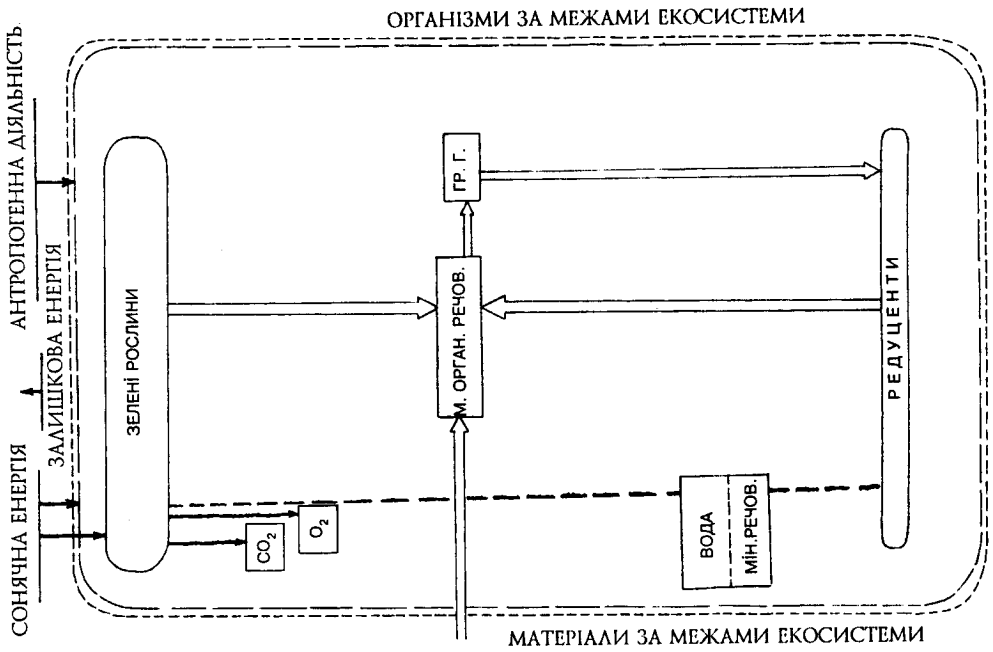 ОРГАНІЗМИ ЗА МЕЖАМИ ЕКОСИСТЕМИ
АНТРОПОГЕННА ДІЯЛЬНІСТЬ
ЗАЛИШКОВА ЕНЕРГІЯ
СОНЯЧНА ЕНЕРГІЯ
ЗЕЛЕНІ РОСЛИНИ
CO2
O2
М. ОРГАН. РЕЧОВ.
ГР. Г.
ВОДА
МІН.РЕЧОВ.
РЕДУЦЕНТИ
МАТЕРІАЛИ ЗА МЕЖАМИ ЕКОСИСТЕМИ